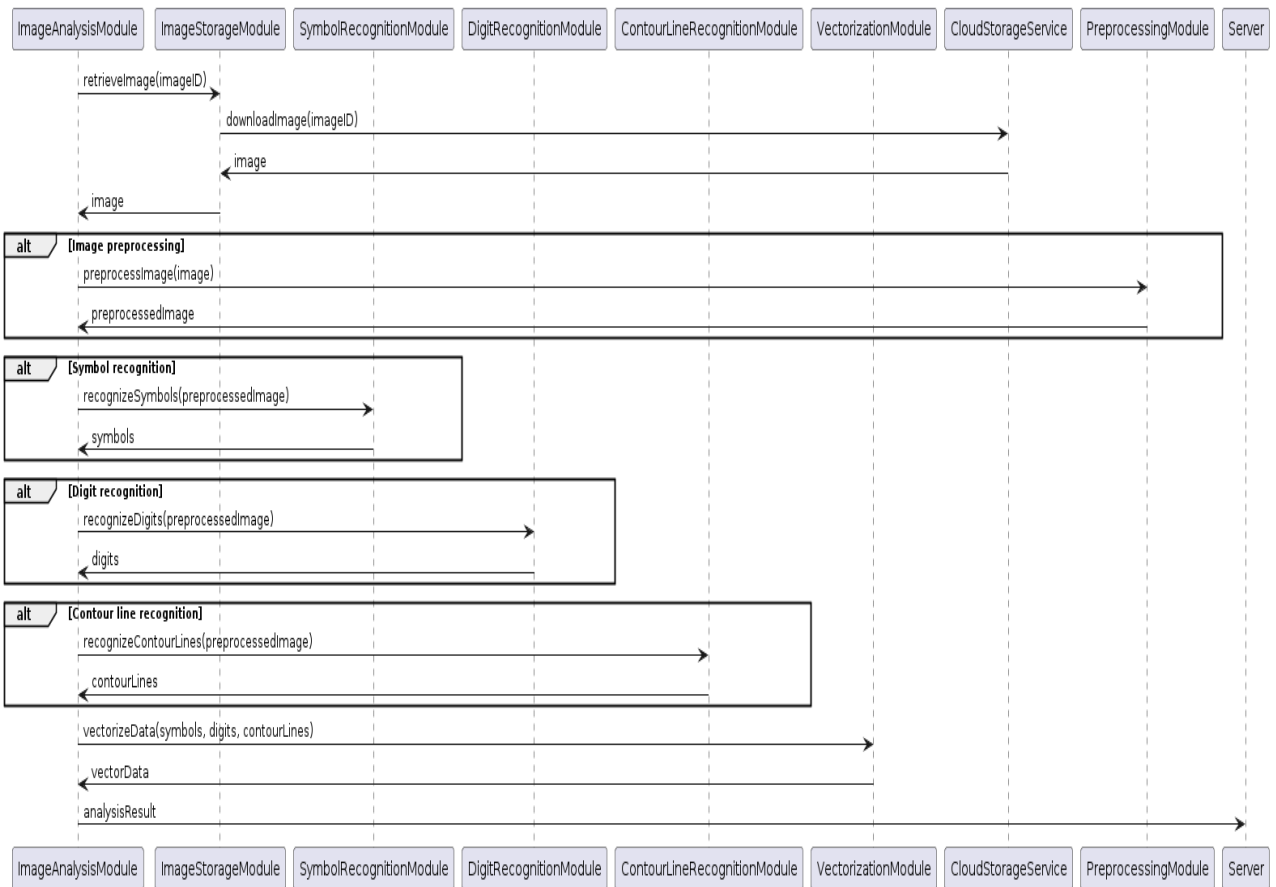 ImageAnalysisModule ImageStorageModule SymbolRecognitionModule DigitRecognitionModule ContourLineRecognitionModule VectorizationModule CloudStorageService PreprocessingModule Server
retrieveImage(imageID)
downloadImage(imageID)
image
image
alt [Image preprocessing]
preprocessImage(image)
preprocessedImage
alt [Symbol recognition]
recognizeSymbols(preprocessedImage)
symbols
alt [Digit recognition]
recognizeDigits(preprocessedImage)
digits
alt [Contour line recognition]
recognizeContourLines(preprocessedImage)
contourLines
vectorizeData(symbols, digits, contourLines)
vectorData
analysisResult
ImageAnalysisModule ImageStorageModule SymbolRecognitionModule DigitRecognitionModule ContourLineRecognitionModule VectorizationModule CloudStorageService PreprocessingModule Server